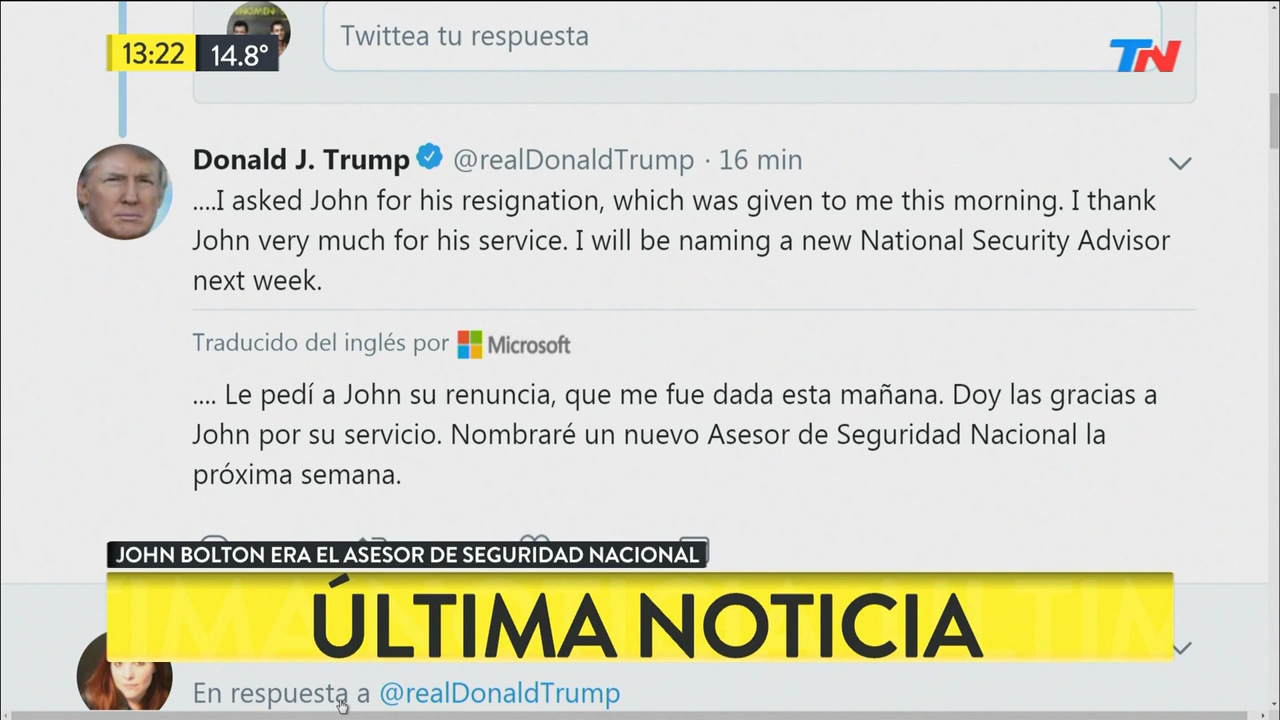 Twittea tu respuesta
13:22 14.8°
TN
Donald J. Trump @realDonaldTrump · 16 min
....I asked John for his resignation, which was given to me this morning. I thank
John very much for his service. I will be naming a new National Security Advisor
next week.
Traducido del inglés por Microsoft
.... Le pedí a John su renuncia, que me fue dada esta mañana. Doy las gracias a
John por su servicio. Nombraré un nuevo Asesor de Seguridad Nacional la
próxima semana.
JOHN BOLTON ERA EL ASESOR DE SEGURIDAD NACIONAL
ÚLTIMA NOTICIA
En respuesta a @realDonaldTrump